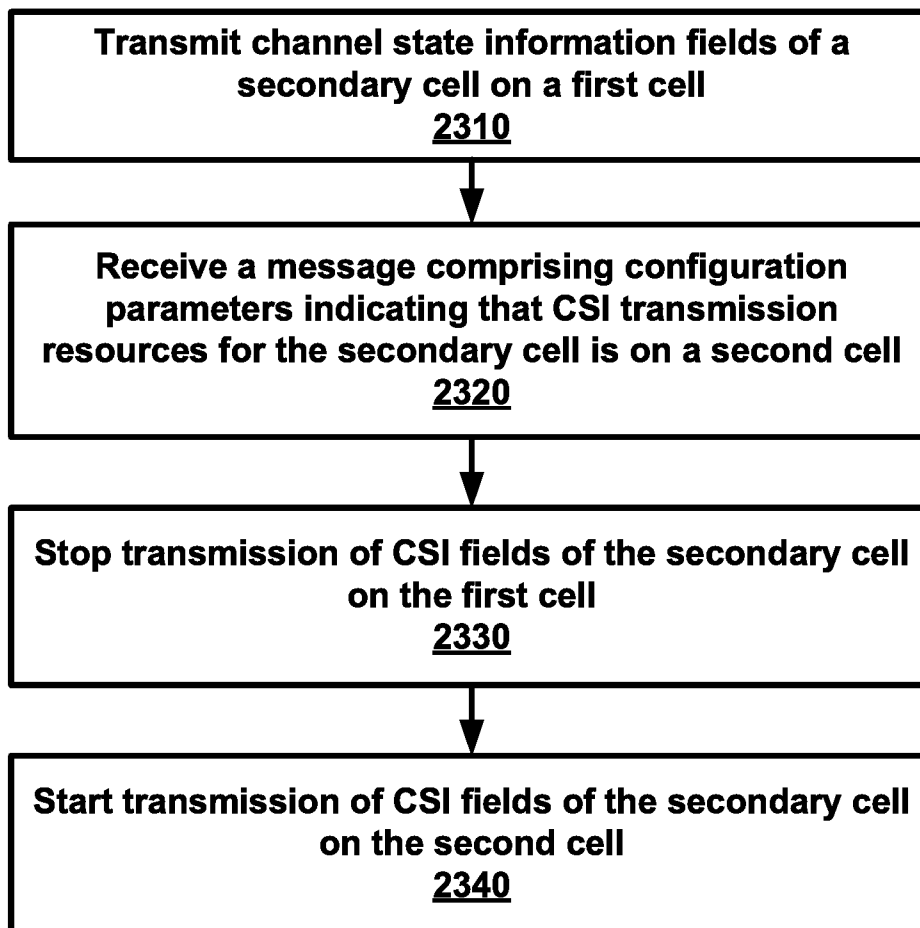 Transmit channel state information fields of a
secondary cell on a first cell
2310
Receive a message comprising configuration
parameters indicating that CSI transmission
resources for the secondary cell is on a second cell
2320
Stop transmission of CSI fields of the secondary cell
on the first cell
2330
Start transmission of CSI fields of the secondary cell
on the second cell
2340